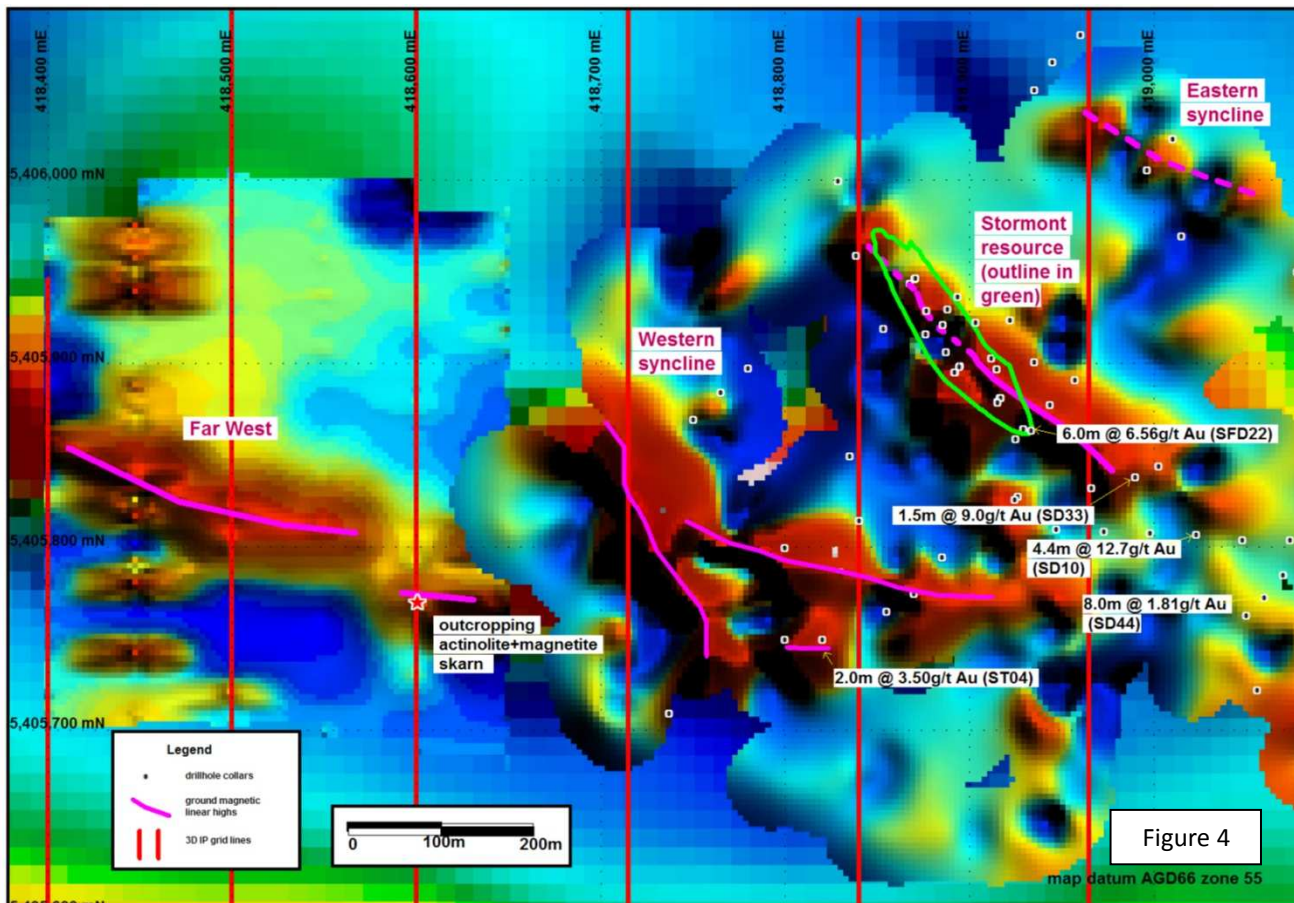 418,400 mE
418,500 mE
418,600 mE
418,700 mE
418,800 mE
418,900 mE
419,000 mE
Eastern
syncline
5,406,000 mN
Stormont
resource
(outline in
green)
Western
syncline
5,405,900 mN
Far West
6.0m @ 6.56g/t Au (SFD22)
1.5m @ 9.0g/t Au (SD33)
5,405,800 mN
4.4m @ 12.7g/t Au
(SD10)
8.0m @ 1.81g/t Au
(SD44)
outcropping
actinolite+magnetite
skarn
2.0m @ 3.50g/t Au (ST04)
5,405,700 mN
Legend
drillhole collars
ground magnetic
linear highs
3D IP grid lines
0 100m 200m
Figure 4
map datum AGD66 zone 55